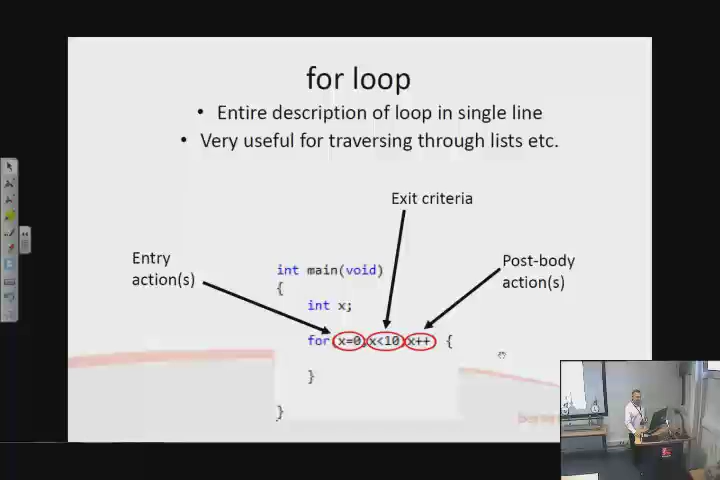 for loop
• Entire description of loop in single line
• Very useful for traversing through lists etc.
Exit criteria
Entry
action(s)
Post-body
action(s)
int main(void)
{
int x;
for(x=0;x<10;x++ {
}
}